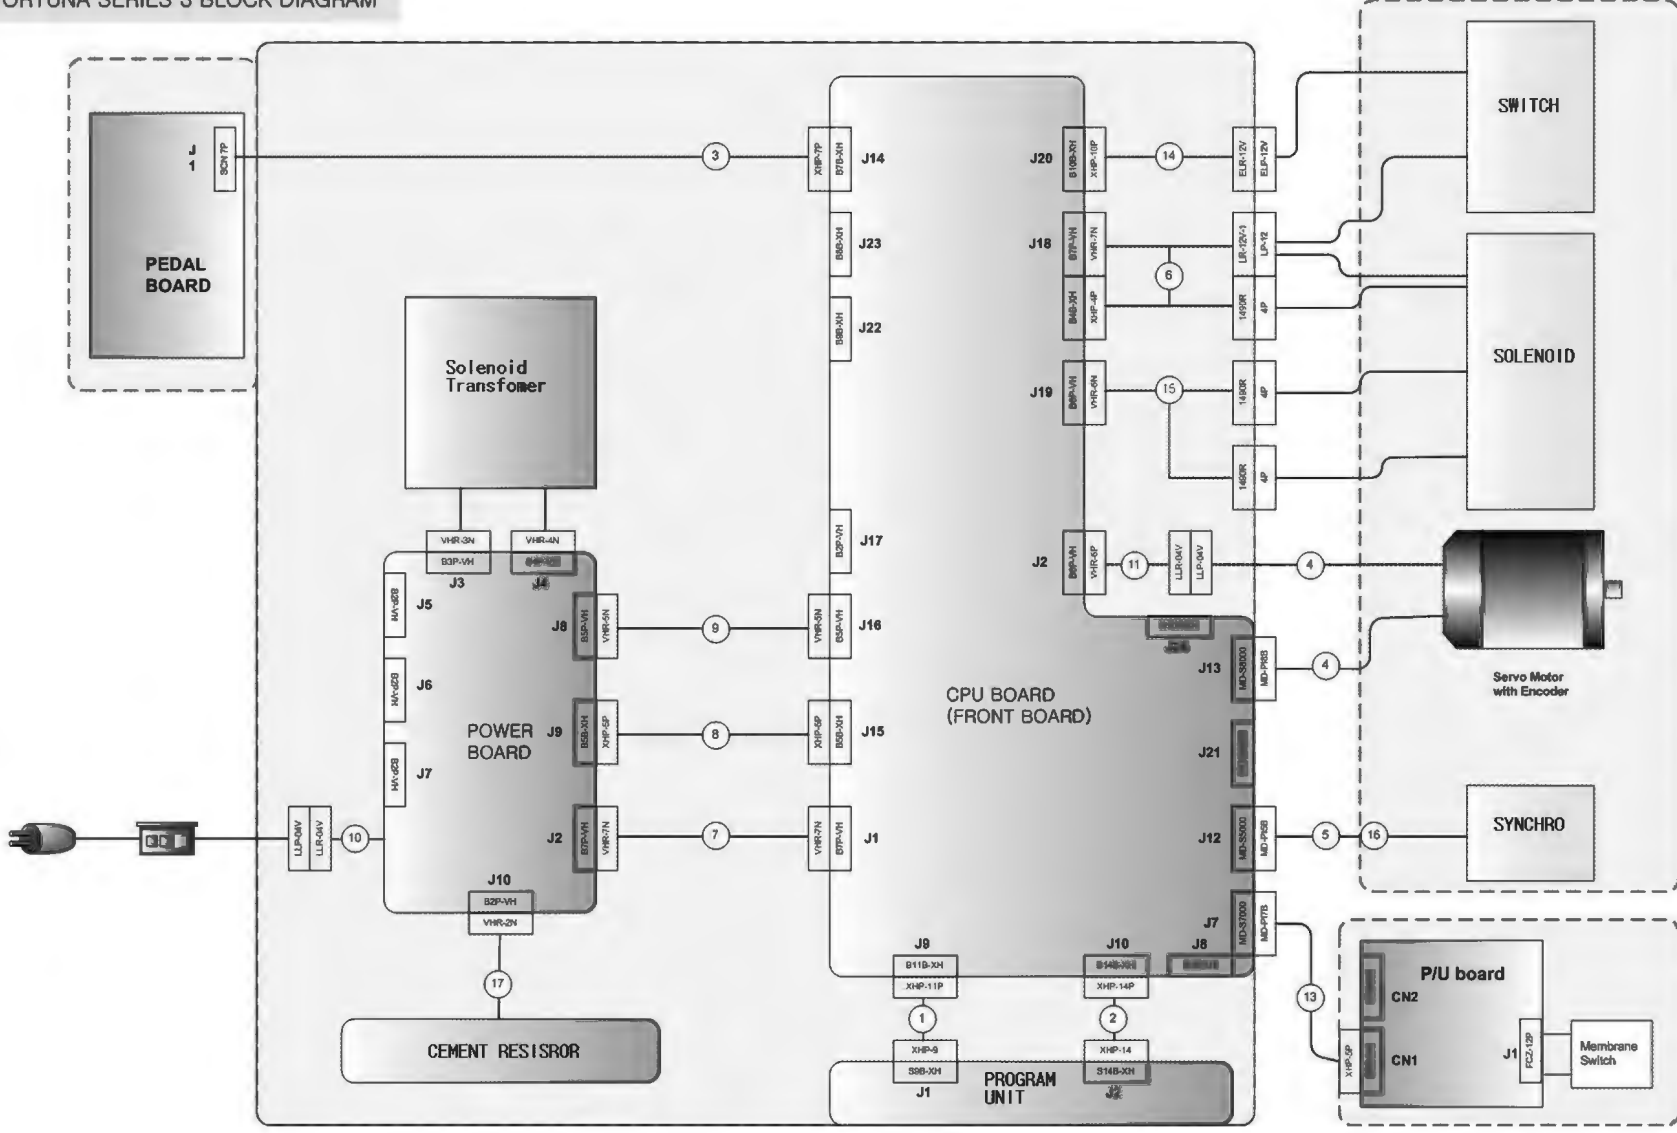 ORTUNA SERIES 3 BLOCK DIAGRAM
J
1
SCN 7P
PEDAL
BOARD
3
XHP-7P
B7B-XH
J14
B8B-XH
J23
B9B-XH
J22
B2P-VH
J17
VHR-5N
B5P-VH
J16
XHP-5P
B5B-XH
J15
VHR-7N
B7P-VH
J1
Solenoid
Transfomer
VHR-3N
B3P-VH
J3
VHR-4N
J4
B2P-VH
J5
B2P-VH
J6
B2P-VH
J7
POWER
BOARD
J8
B5P-VH
VHR-5N
9
J9
B5B-XH
XHP-5P
8
J2
B7P-VH
VHR-7N
7
LLP-04V
LLR-04V
10
J10
B2P-VH
VHR-2N
17
CEMENT RESISROR
CPU BOARD
(FRONT BOARD)
J20
B10B-XH
XHP-10P
14
ELR-12V
ELP-12V
J18
B7P-VH
VHR-7N
LR-12V-1
LP-12
6
B4B-XH
XHP-4P
1490R
4P
J19
B6P-VH
VHR-6N
15
1490R
4P
1490R
4P
J2
B6P-VH
VHR-6P
11
LLR-04V
LLP-04V
4
J13
MD-S8000
MD-PI8B
4
J21
J12
MD-S5000
MD-PI5B
5
16
J7
MD-S7000
MD-PI7B
J8
13
J9
B11B-XH
XHP-11P
1
XHP-9
S9B-XH
J1
J10
B14B-XH
XHP-14P
2
XHP-14
S14B-XH
J2
PROGRAM
UNIT
SWITCH
SOLENOID
Servo Motor
with Encoder
SYNCHRO
P/U board
CN2
CN1
XHP-5P
J1
FCZ-12P
Membrane
Switch